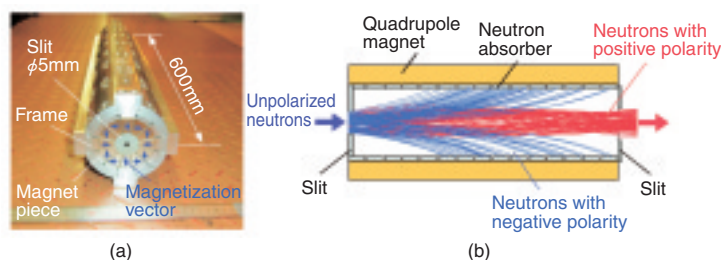 Slit
φ5mm
600mm
Frame
Magnet
piece
Magnetization
vector
(a)
Quadrupole
magnet
Neutron
absorber
Neutrons with
positive polarity
Unpolarized
neutrons
Slit
Slit
Neutrons with
negative polarity
(b)